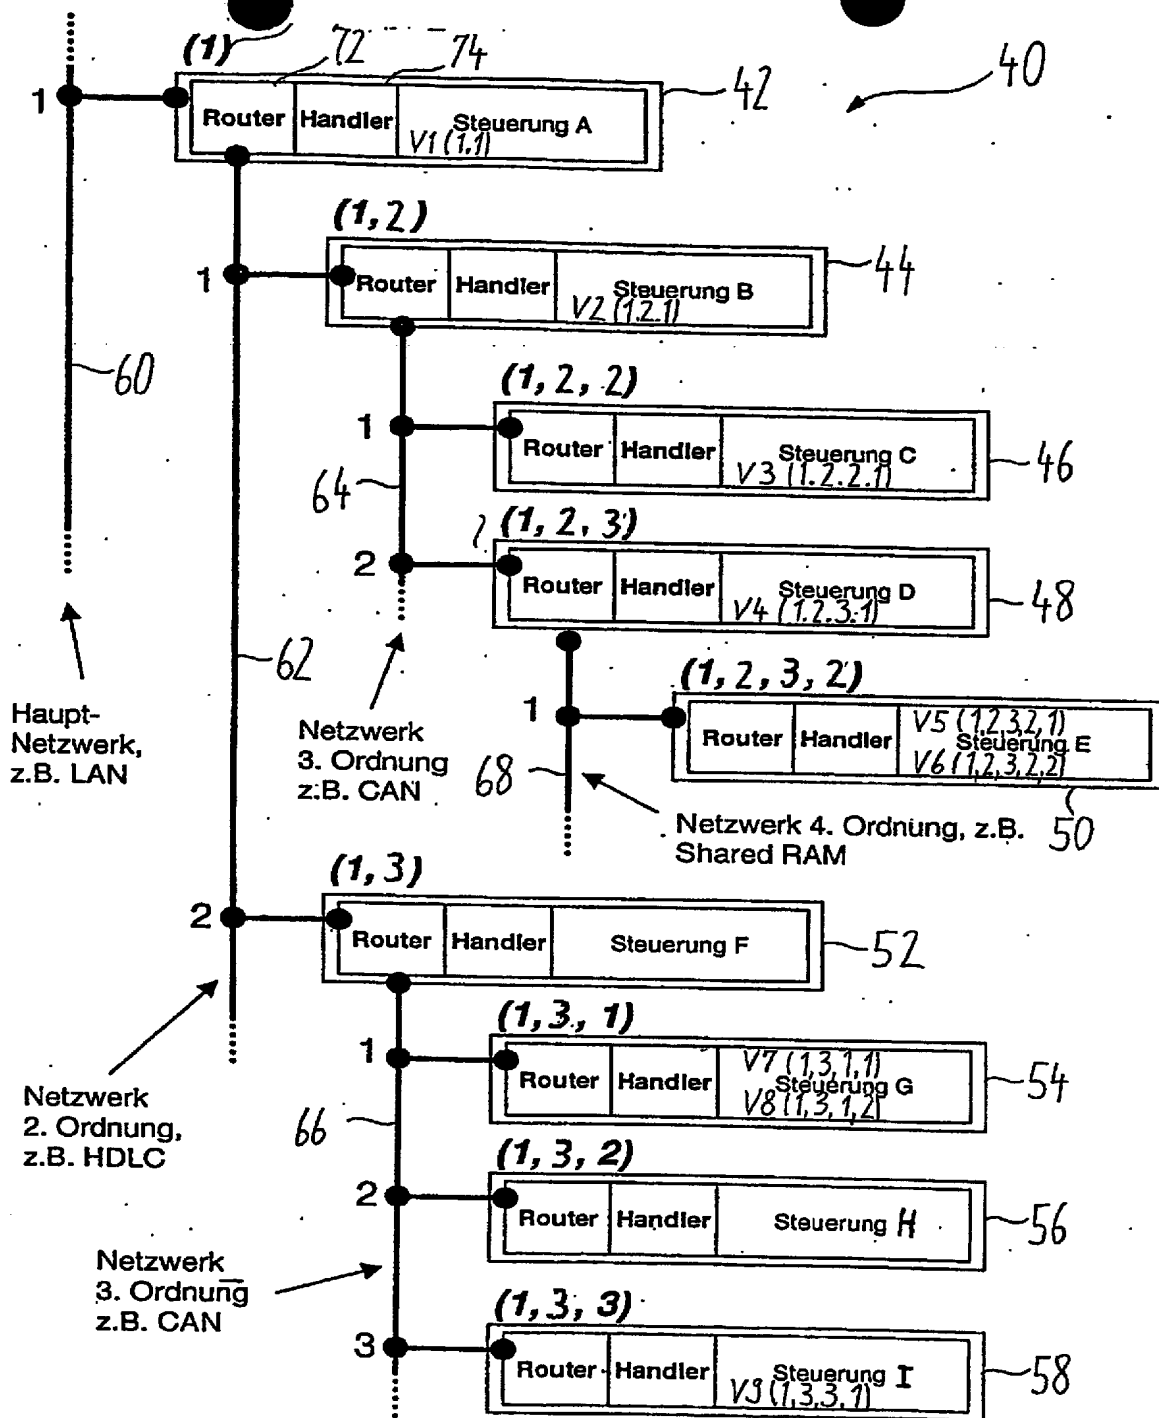 (1)
72
74
40
42
1
Router
Handler
Steuerung A
V1 (1.1)
(1,2)
44
1
Router
Handler
Steuerung B
V2 (1.2.1)
60
(1, 2, 2)
1
Router
Handler
Steuerung C
V3 (1.2.2.1)
46
64
(1, 2, 3)
2
Router
Handler
Steuerung D
V4 (1.2.3.1)
48
62
(1, 2, 3, 2)
1
Router
Handler
V5 (1,2,3,2,1)
Steuerung E
V6 (1,2,3,2,2)
50
Haupt-
Netzwerk,
z.B. LAN
Netzwerk
3. Ordnung
z.B. CAN
68
Netzwerk 4. Ordnung, z.B.
Shared RAM
(1,3)
2
Router
Handler
Steuerung F
52
(1,3, 1)
1
Router
Handler
V7 (1,3,1,1)
Steuerung G
V8 (1,3,1,2)
54
Netzwerk
2. Ordnung,
z.B. HDLC
66
(1, 3, 2)
2
Router
Handler
Steuerung H
56
Netzwerk
3. Ordnung
z.B. CAN
(1, 3, 3)
3
Router
Handler
Steuerung I
V9 (1,3,3,1)
58